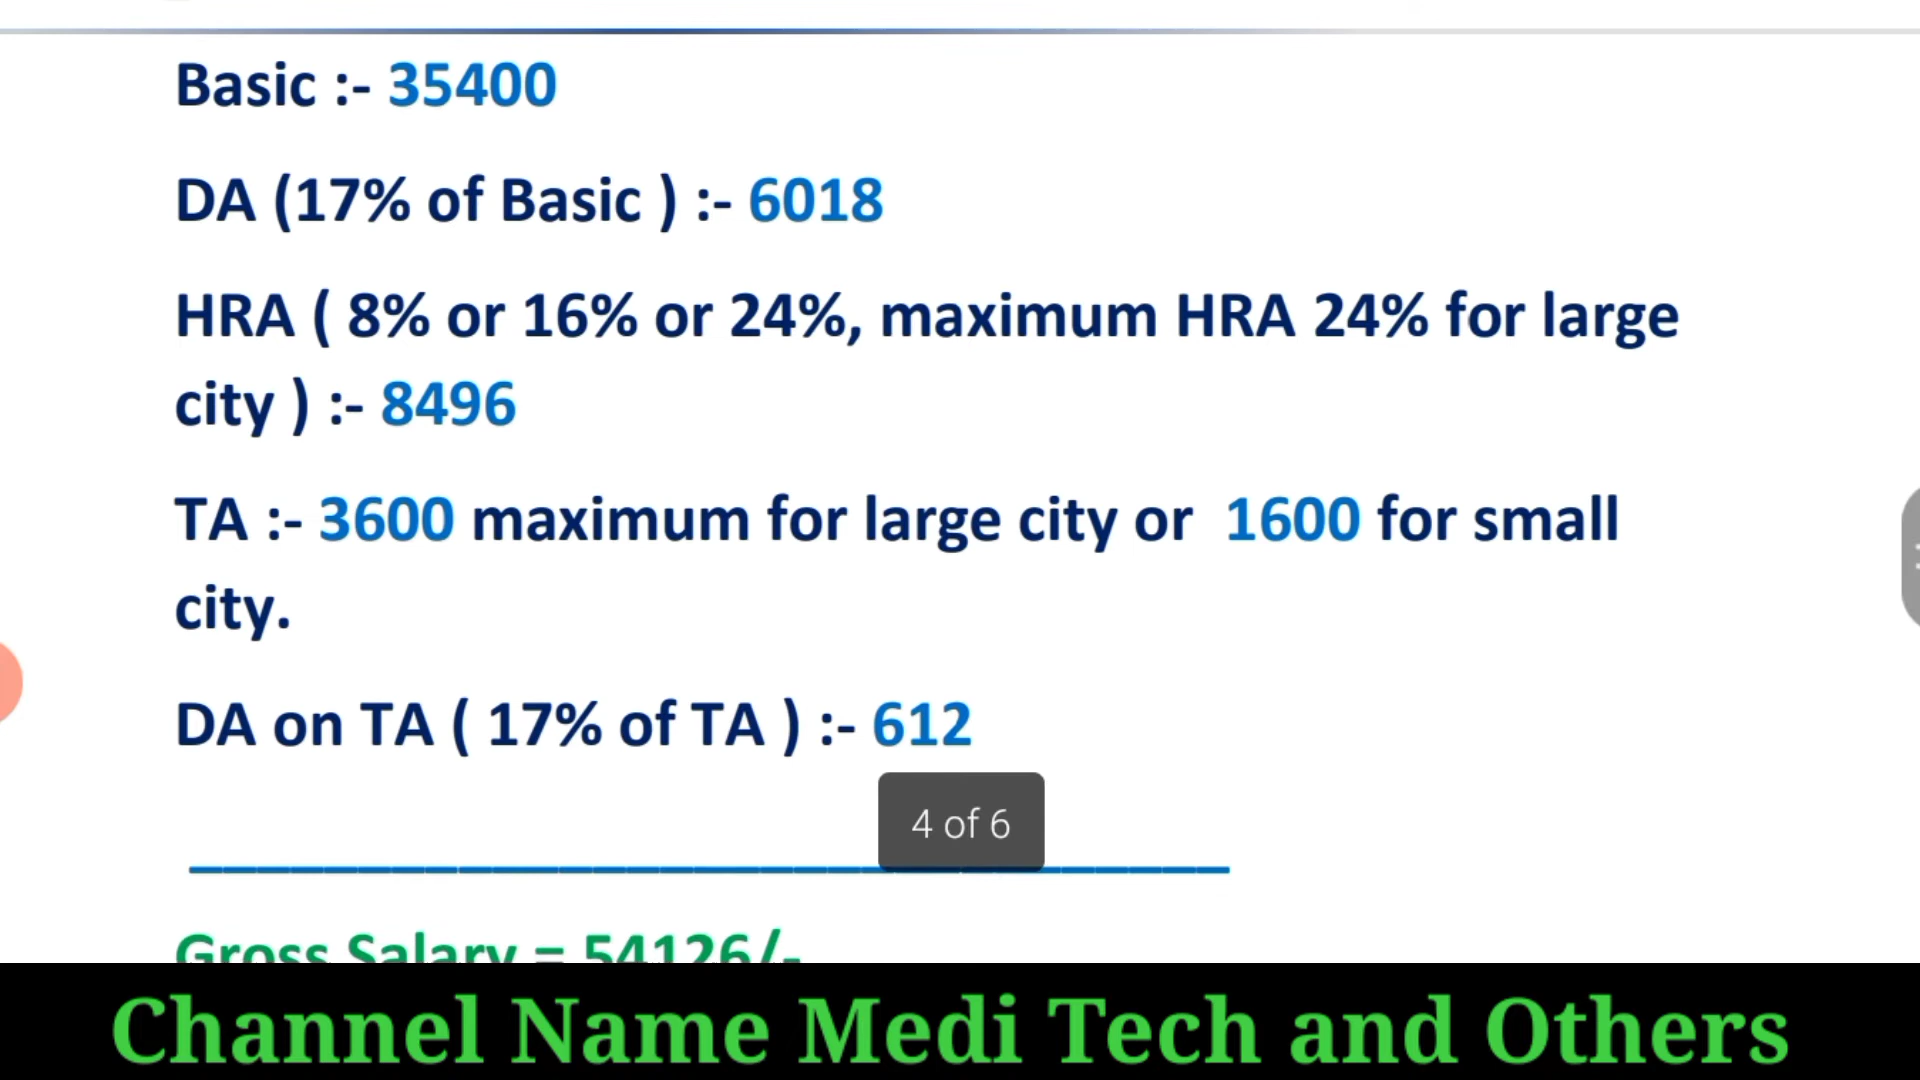 Basic :- 35400
DA (17% of Basic ) :- 6018
HRA ( 8% or 16% or 24%, maximum HRA 24% for large
city ) :- 8496
TA :- 3600 maximum for large city or 1600 for small
city.
DA on TA ( 17% of TA ) :- 612
4 of 6
Gross Salary = 54126/-
Channel Name Medi Tech and Others